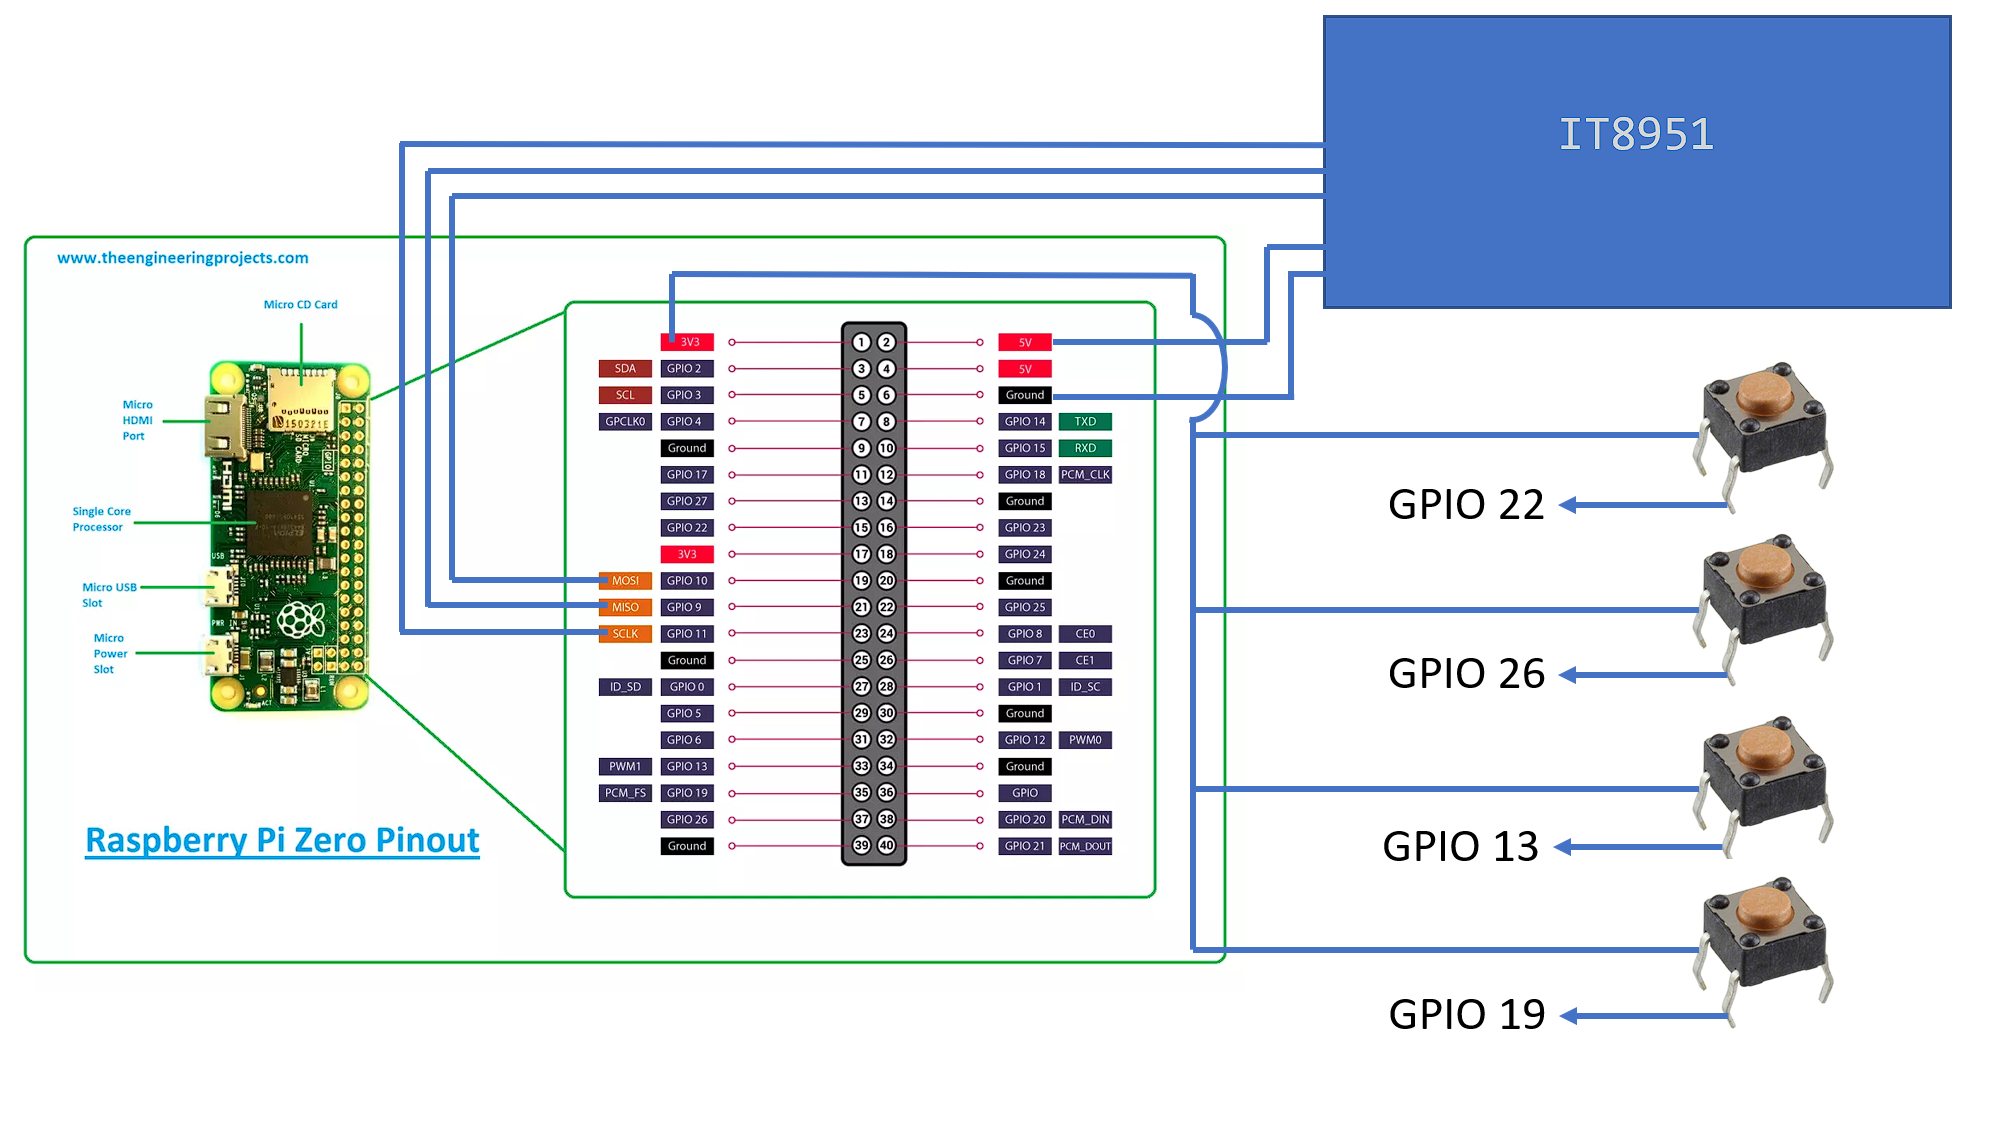 IT8951
www.theengineeringprojects.com
Micro CD Card
Micro
HDMI
Port
Single Core
Processor
Micro USB
Slot
Micro
Power
Slot
Raspberry Pi Zero Pinout
3V3 1 2 5V
SDA GPIO 2 3 4 5V
SCL GPIO 3 5 6 Ground
GPCLK0 GPIO 4 7 8 GPIO 14 TXD
Ground 9 10 GPIO 15 RXD
GPIO 17 11 12 GPIO 18 PCM_CLK
GPIO 27 13 14 Ground
GPIO 22 15 16 GPIO 23
3V3 17 18 GPIO 24
MOSI GPIO 10 19 20 Ground
MISO GPIO 9 21 22 GPIO 25
SCLK GPIO 11 23 24 GPIO 8 CE0
Ground 25 26 GPIO 7 CE1
ID_SD GPIO 0 27 28 GPIO 1 ID_SC
GPIO 5 29 30 Ground
GPIO 6 31 32 GPIO 12 PWM0
PWM1 GPIO 13 33 34 Ground
PCM_FS GPIO 19 35 36 GPIO
GPIO 26 37 38 GPIO 20 PCM_DIN
Ground 39 40 GPIO 21 PCM_DOUT
GPIO 22
GPIO 26
GPIO 13
GPIO 19